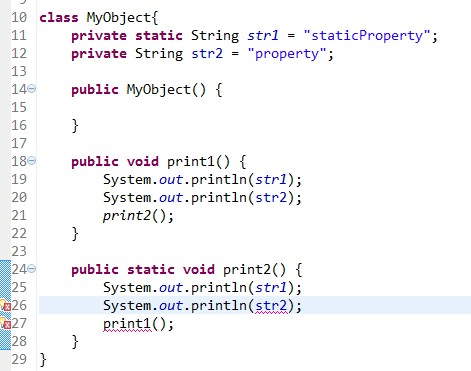 10 class MyObject{
11     private static String str1 = "staticProperty";
12     private String str2 = "property";
13
14     public MyObject() {
15
16     }
17
18     public void print1() {
19         System.out.println(str1);
20         System.out.println(str2);
21         print2();
22     }
23
24     public static void print2() {
25         System.out.println(str1);
26         System.out.println(str2);
27         print1();
28     }
29 }